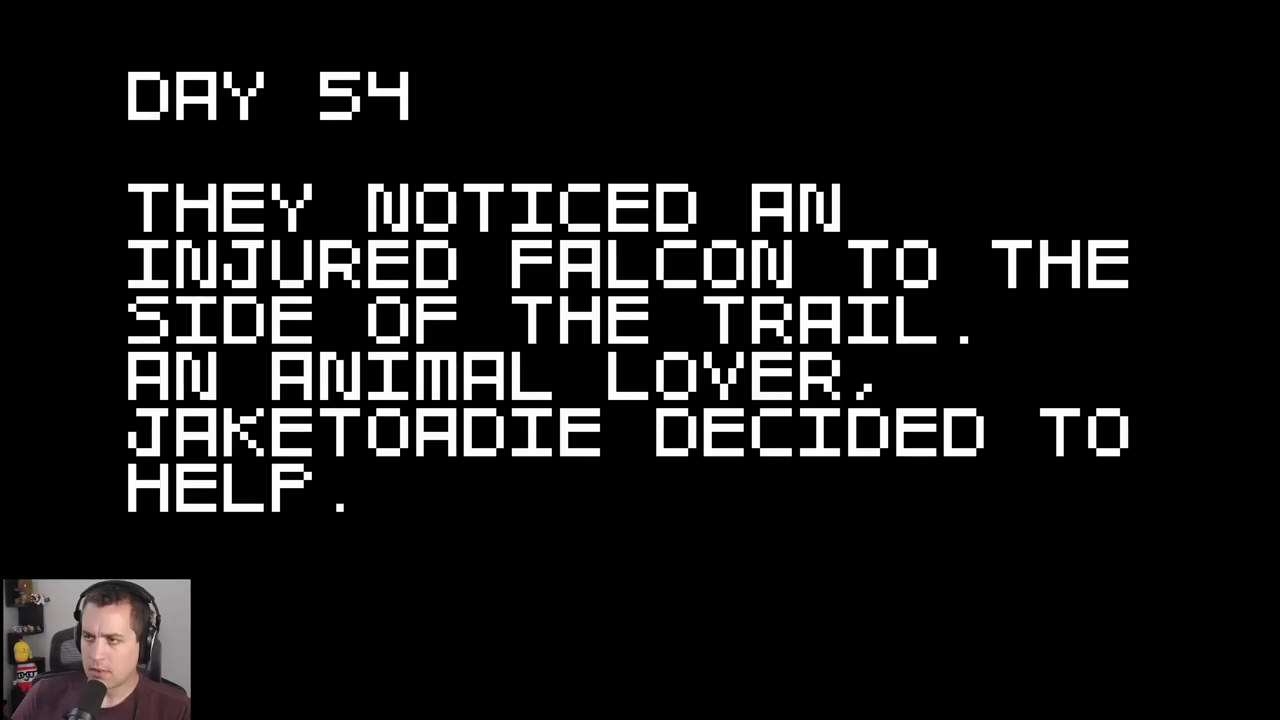 DAY 54
THEY NOTICED AN
INJURED FALCON TO THE
SIDE OF THE TRAIL.
AN ANIMAL LOVER,
JAKETOADIE DECIDED TO
HELP.